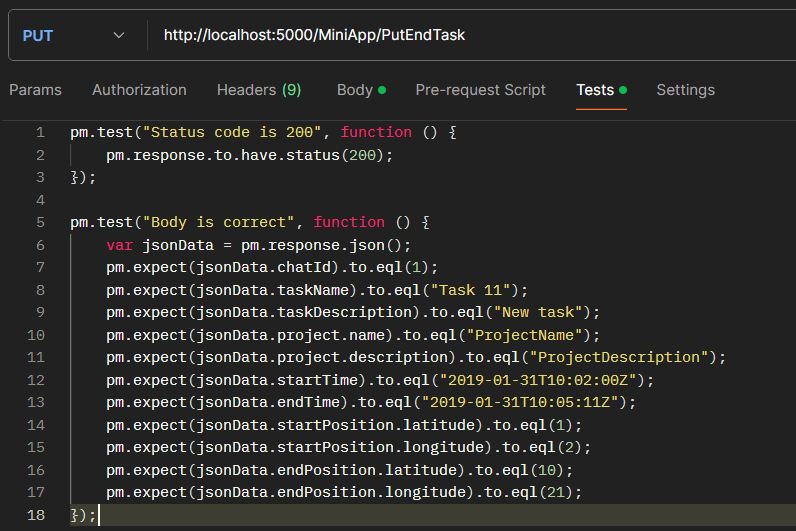 PUT http://localhost:5000/MiniApp/PutEndTask
Params Authorization Headers (9) Body Pre-request Script Tests Settings
1 pm.test("Status code is 200", function () {
2 pm.response.to.have.status(200);
3 });
4
5 pm.test("Body is correct", function () {
6 var jsonData = pm.response.json();
7 pm.expect(jsonData.chatId).to.eql(1);
8 pm.expect(jsonData.taskName).to.eql("Task 11");
9 pm.expect(jsonData.taskDescription).to.eql("New task");
10 pm.expect(jsonData.project.name).to.eql("ProjectName");
11 pm.expect(jsonData.project.description).to.eql("ProjectDescription");
12 pm.expect(jsonData.startTime).to.eql("2019-01-31T10:02:00Z");
13 pm.expect(jsonData.endTime).to.eql("2019-01-31T10:05:11Z");
14 pm.expect(jsonData.startPosition.latitude).to.eql(1);
15 pm.expect(jsonData.startPosition.longitude).to.eql(2);
16 pm.expect(jsonData.endPosition.latitude).to.eql(10);
17 pm.expect(jsonData.endPosition.longitude).to.eql(21);
18 });